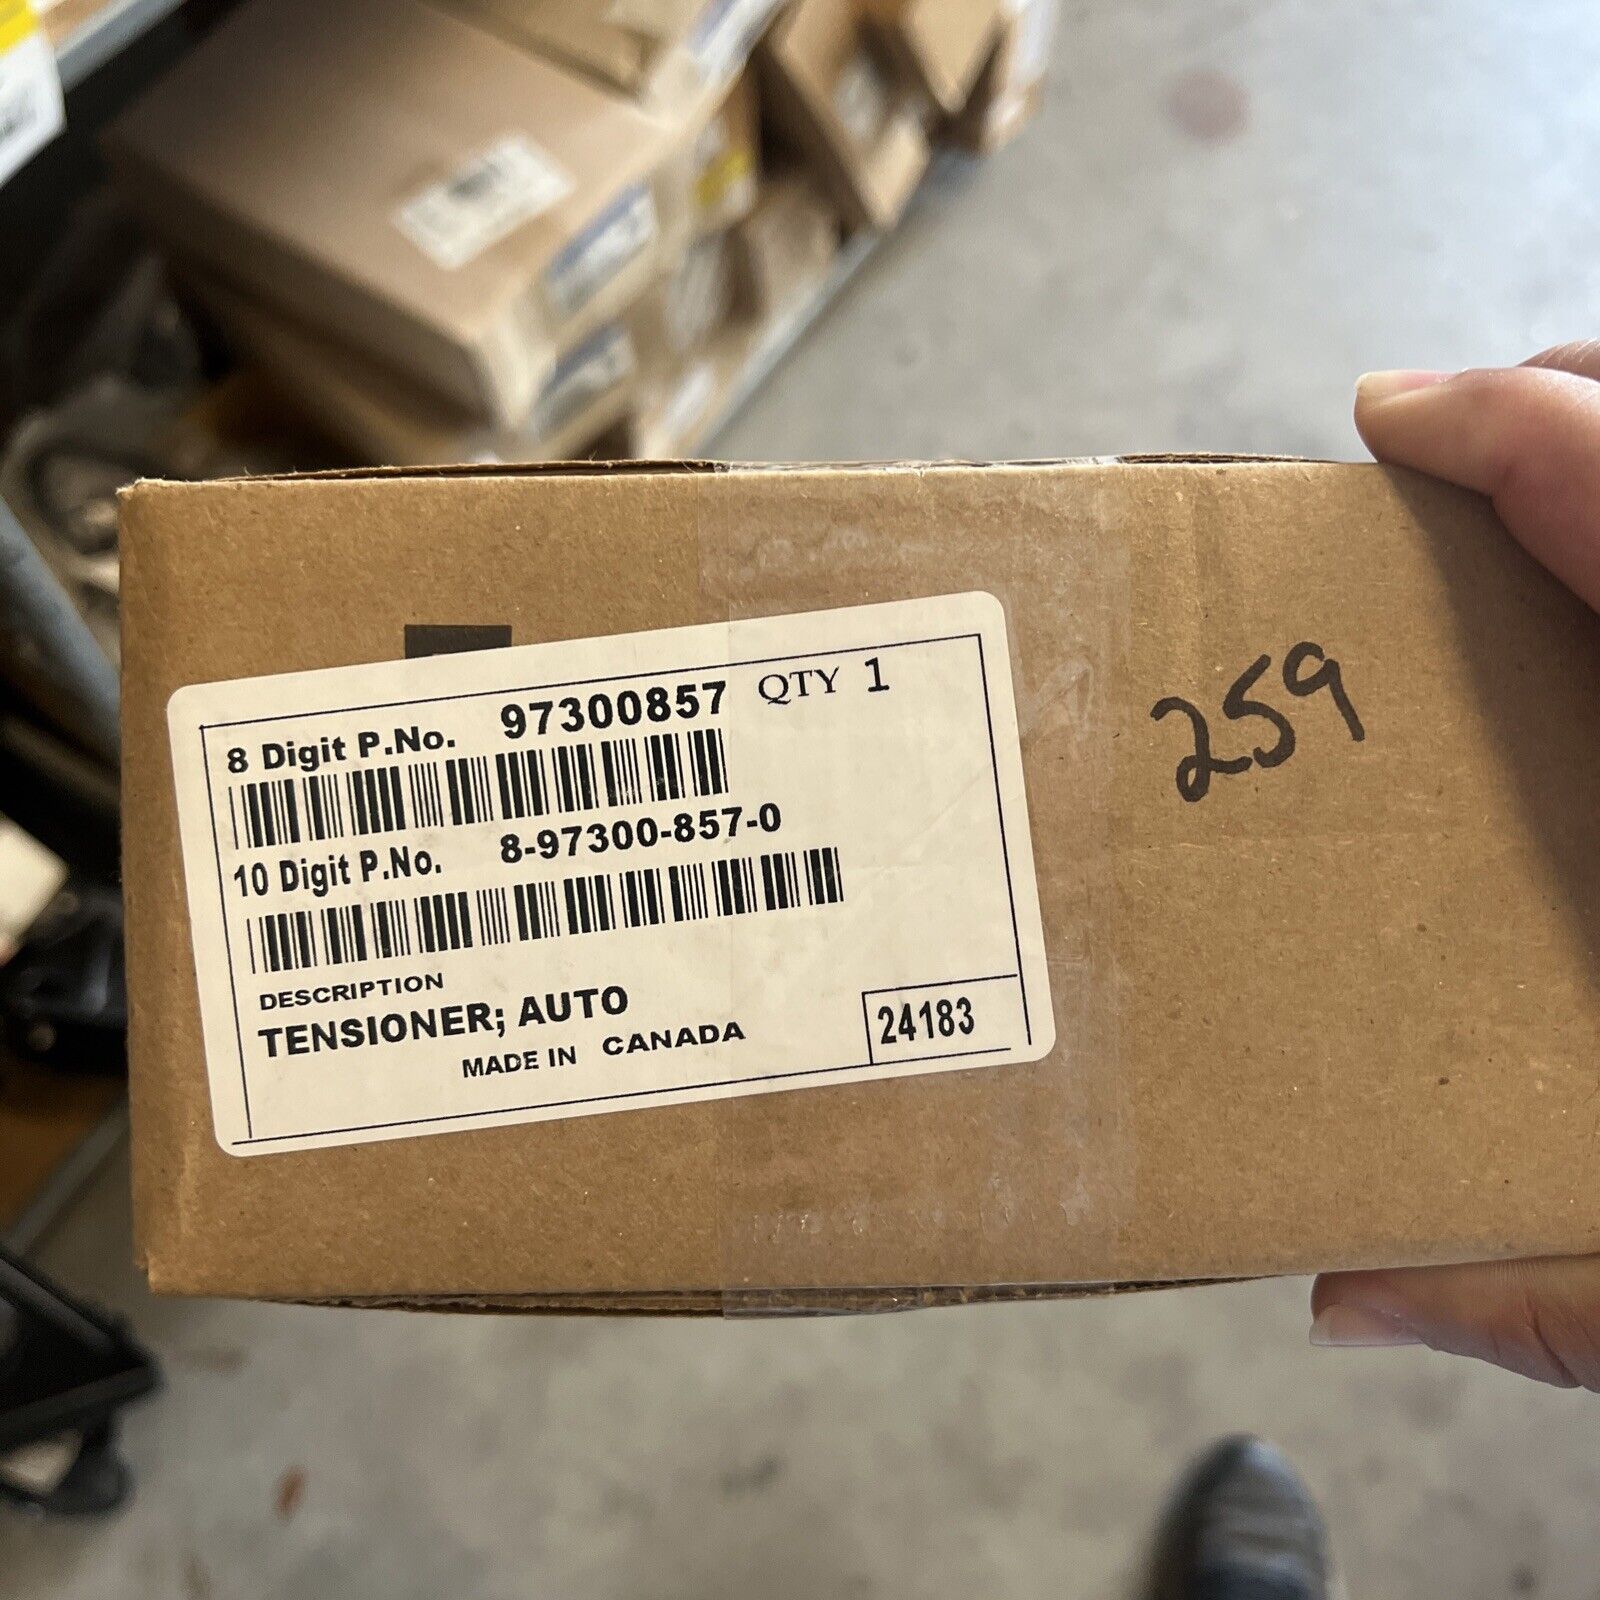 8 Digit P.No. 97300857 QTY 1
10 Digit P.No. 8-97300-857-0
DESCRIPTION
TENSIONER; AUTO
MADE IN CANADA
24183
259